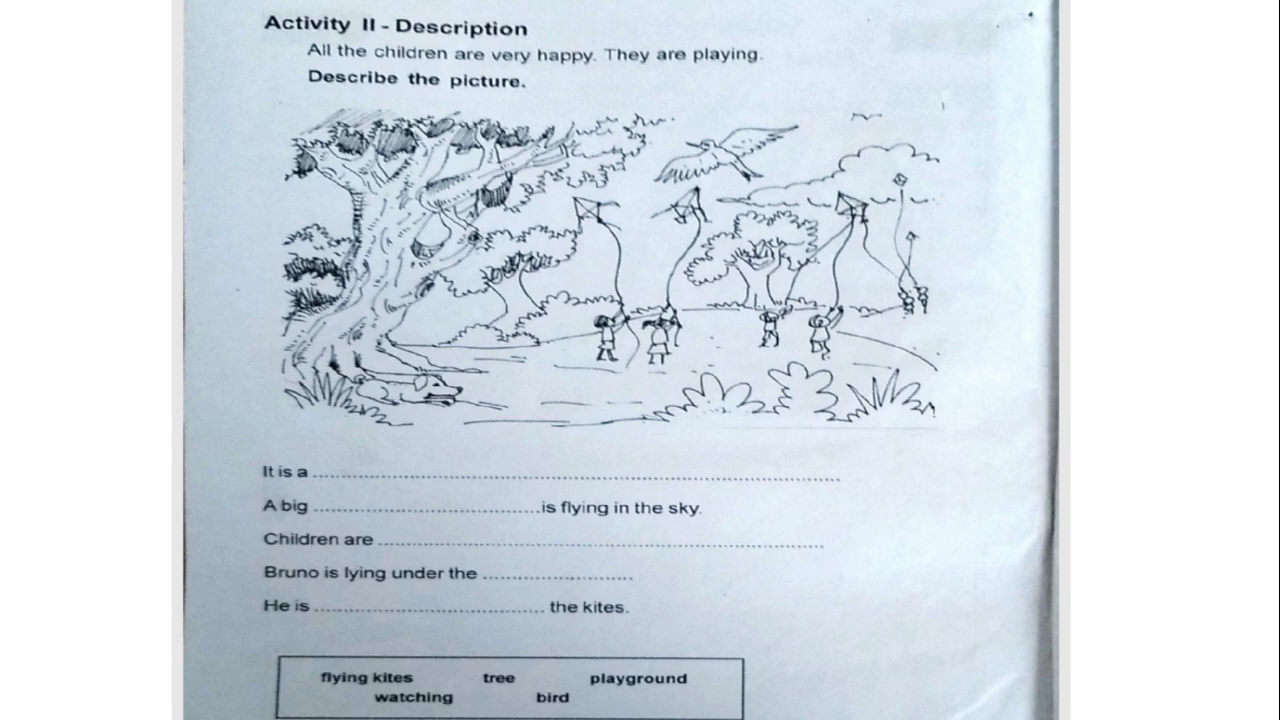 Activity II - Description
All the children are very happy. They are playing.
Describe the picture.
It is a ........................................................................
A big ........................................ is flying in the sky.
Children are ........................................................................
Bruno is lying under the ............................
He is ........................................ the kites.
flying kites tree playground
watching bird